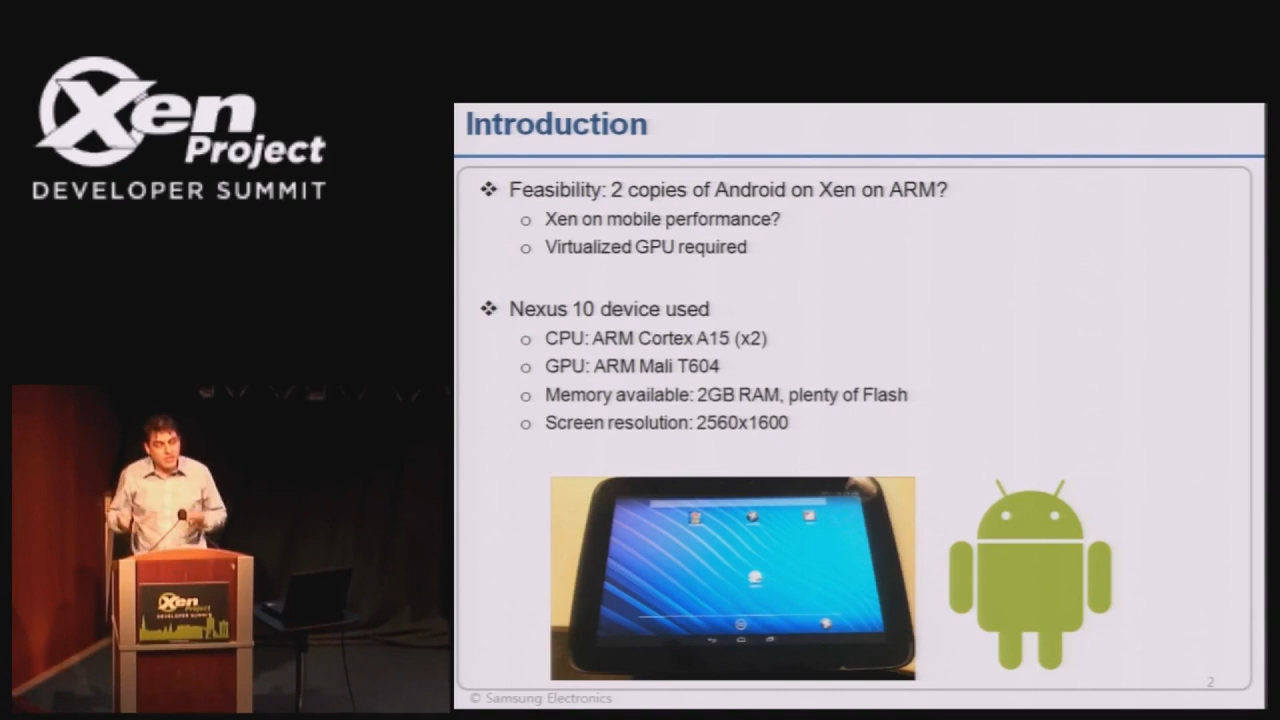 Xen
Project
DEVELOPER SUMMIT
Introduction
Feasibility: 2 copies of Android on Xen on ARM?
Xen on mobile performance?
Virtualized GPU required
Nexus 10 device used
CPU: ARM Cortex A15 (x2)
GPU: ARM Mali T604
Memory available: 2GB RAM, plenty of Flash
Screen resolution: 2560x1600
2
© Samsung Electronics
Xen
Project
DEVELOPER SUMMIT